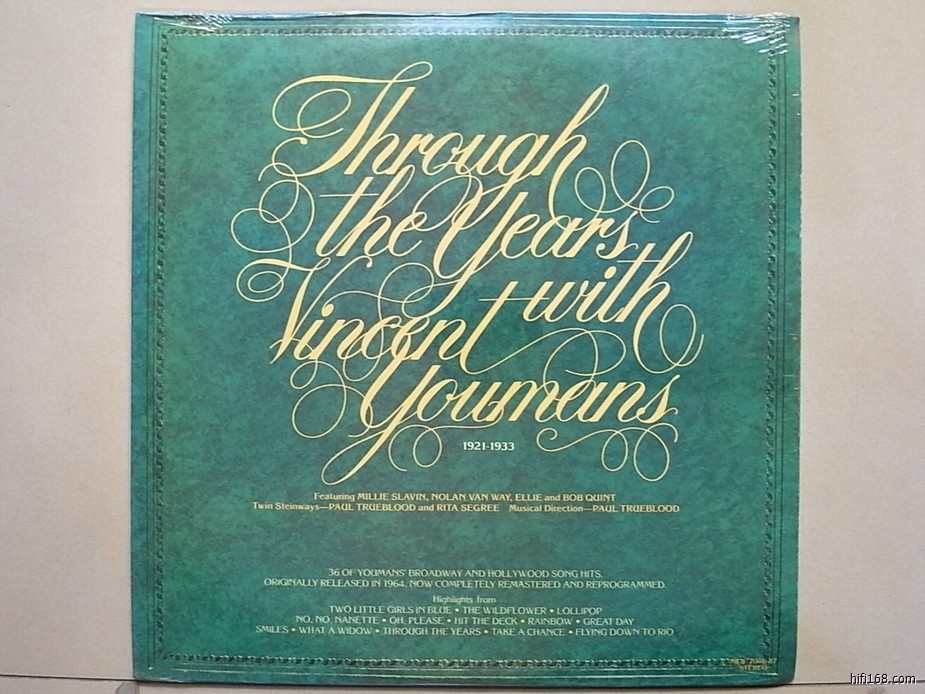 Through
the Years
with
Vincent
Youmans
1921-1933
Featuring MILLIE SLAVIN, NOLAN VAN WAY, ELLIE and BOB QUINT
Twin Steinways—PAUL TRUEBLOOD and RITA SEGREE Musical Direction—PAUL TRUEBLOOD
36 OF YOUMANS' BROADWAY AND HOLLYWOOD SONG HITS.
ORIGINALLY RELEASED IN 1964, NOW COMPLETELY REMASTERED AND REPROGRAMMED.
Highlights from
TWO LITTLE GIRLS IN BLUE • THE WILDFLOWER • LOLLIPOP
NO, NO, NANETTE • OH, PLEASE • HIT THE DECK • RAINBOW • GREAT DAY
SMILES • WHAT A WIDOW • THROUGH THE YEARS • TAKE A CHANCE • FLYING DOWN TO RIO
STEREO
hifi168.com